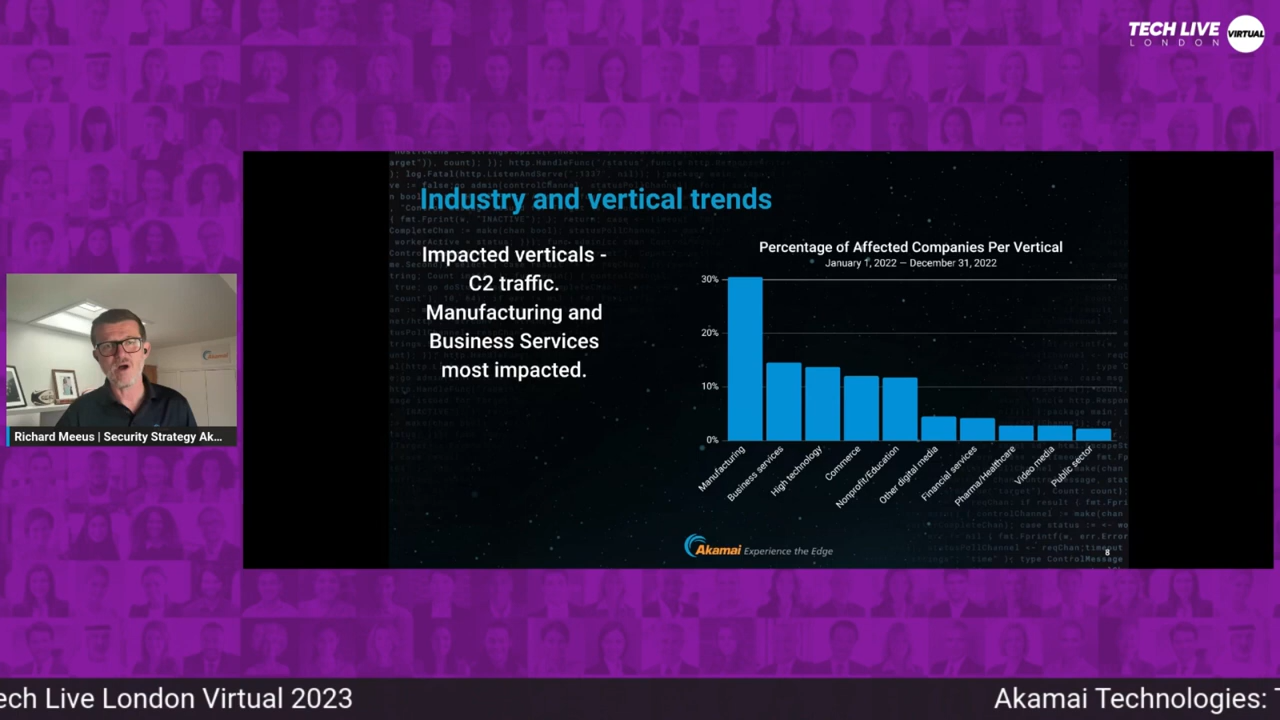 TECH LIVE
LONDON
VIRTUAL
Industry and vertical trends
Impacted verticals -
C2 traffic.
Manufacturing and
Business Services
most impacted.
Percentage of Affected Companies Per Vertical
January 1, 2022 — December 31, 2022
30%
20%
10%
0%
Manufacturing
Business services
High technology
Commerce
Nonprofit/Education
Other digital media
Financial services
Pharma/Healthcare
Video media
Public sector
Akamai Experience the Edge
8
Akamai
Richard Meeus | Security Strategy Ak...
ech Live London Virtual 2023
Akamai Technologies: T